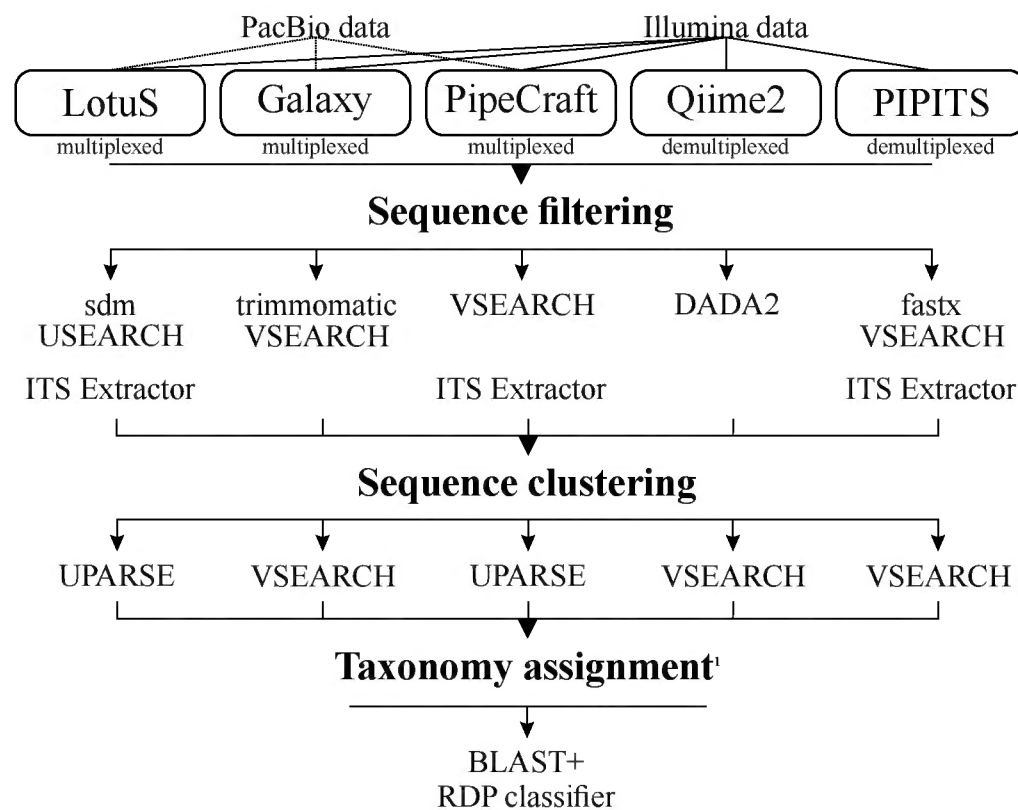 PacBio data Illumina data
LotuS Galaxy PipeCraft Qiime2 PIPITS
multiplexed multiplexed multiplexed demultiplexed demultiplexed
Sequence filtering
sdm trimmomatic VSEARCH DADA2 fastx
USEARCH VSEARCH VSEARCH
ITS Extractor ITS Extractor ITS Extractor
Sequence clustering
UPARSE VSEARCH UPARSE VSEARCH VSEARCH
Taxonomy assignment¹
BLAST+
RDP classifier